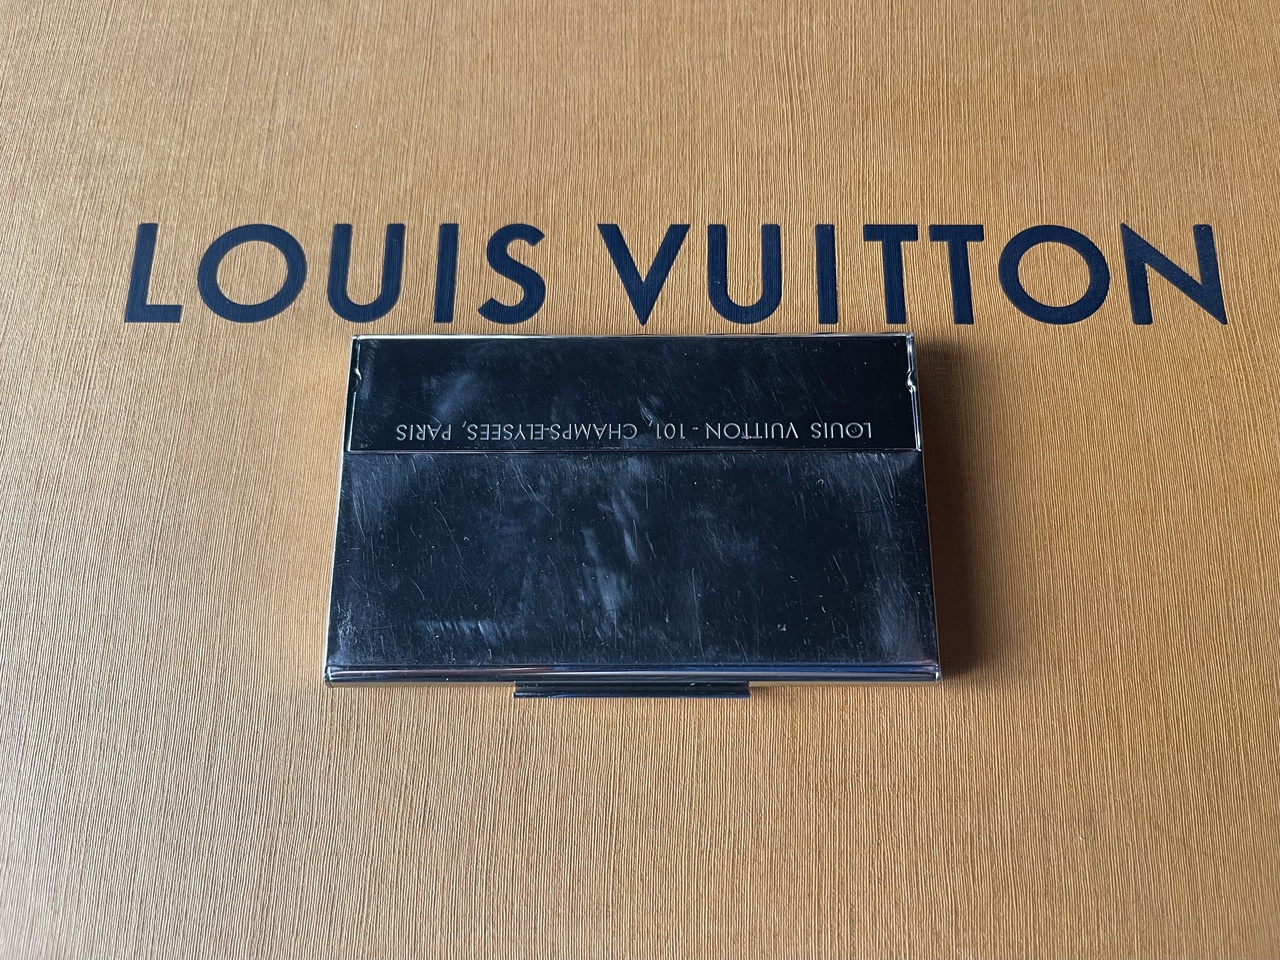 LOUIS VUITTON
LOUIS VUITTON - 101, CHAMPS-ELYSEES, PARIS